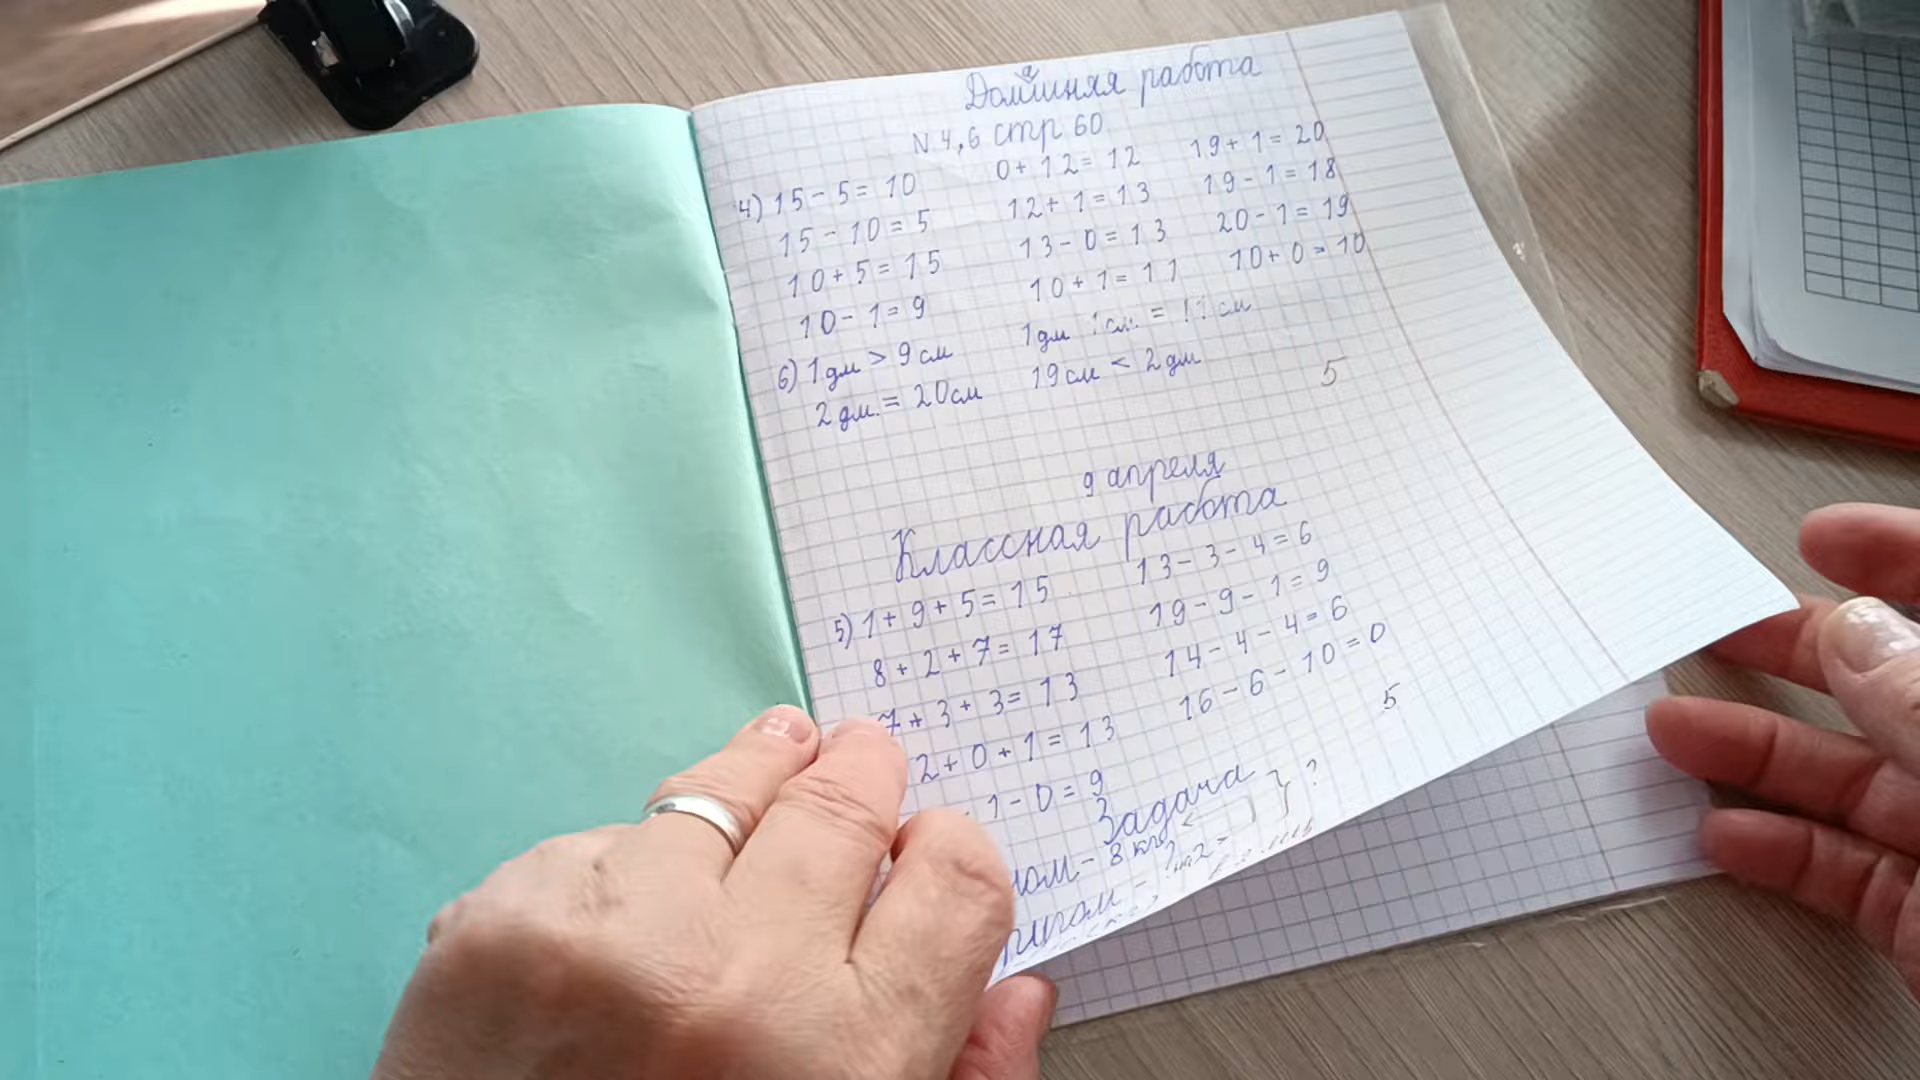 Домашняя работа
N 4,6 стр 60
4) 15 - 5 = 10 0 + 12 = 12 19 + 1 = 20
15 - 10 = 5 12 + 1 = 13 19 - 1 = 18
10 + 5 = 15 13 - 0 = 13 20 - 1 = 19
10 - 1 = 9 10 + 1 = 11 10 + 0 = 10
6) 1 дм > 9 см 1 дм 1 см = 11 см
2 дм. = 20 см 19 см < 2 дм
5
9 апреля
Классная работа
5) 1 + 9 + 5 = 15 13 - 3 - 4 = 6
8 + 2 + 7 = 17 19 - 9 - 1 = 9
7 + 3 + 3 = 13 14 - 4 - 4 = 6
2 + 0 + 1 = 13 16 - 6 - 10 = 0
1 - 0 = 9 5
Задача
ном. - 8 кг } ?